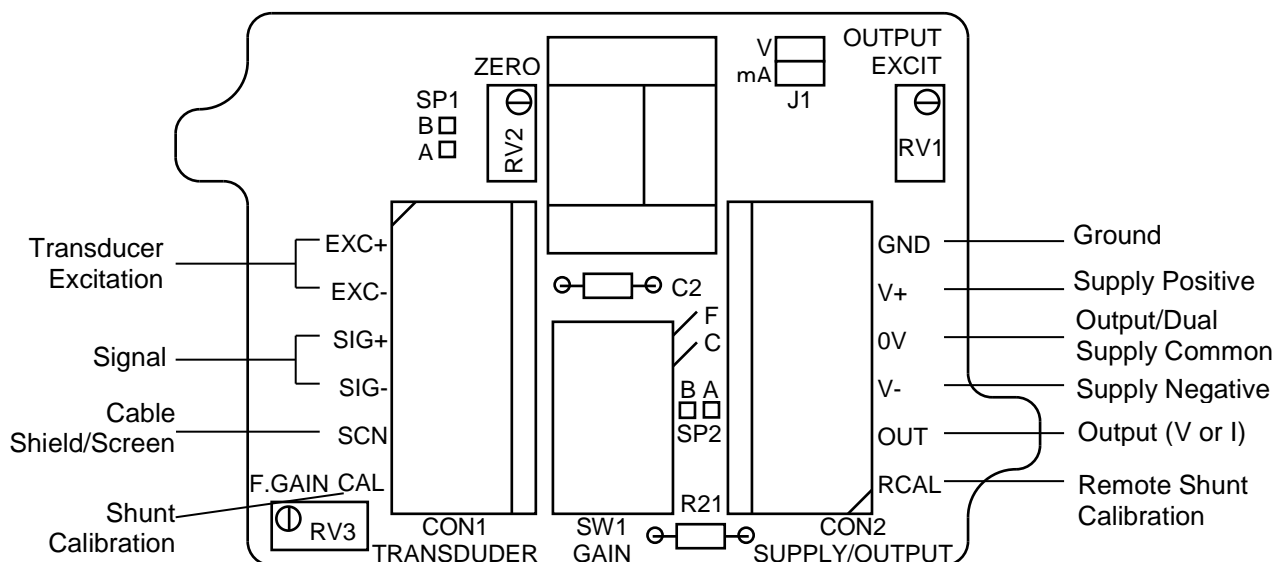 V
mA
J1
OUTPUT
EXCIT
RV1
ZERO
RV2
SP1
B
A
Transducer
Excitation
EXC+
EXC-
Signal
SIG+
SIG-
Cable
Shield/Screen
SCN
F.GAIN
CAL
Shunt
Calibration
RV3
CON1
TRANSDUDER
C2
F
C
B A
SP2
SW1
GAIN
R21
CON2
SUPPLY/OUTPUT
GND
Ground
V+
Supply Positive
0V
Output/Dual
Supply Common
V-
Supply Negative
OUT
Output (V or I)
RCAL
Remote Shunt
Calibration